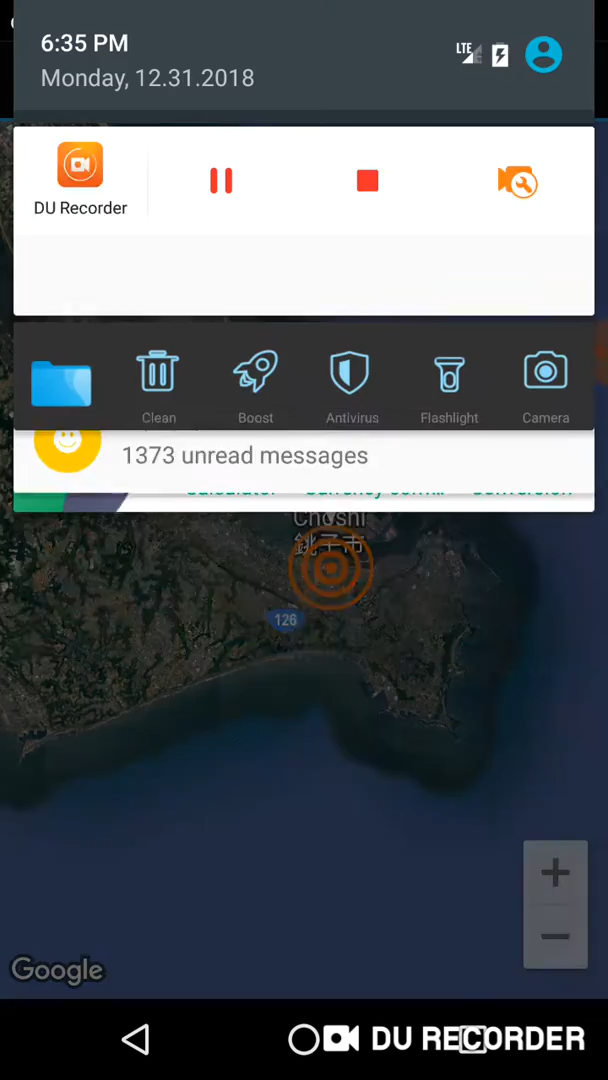 6:35 PM
LTE
Monday, 12.31.2018
DU Recorder
Clean Boost Antivirus Flashlight Camera
1373 unread messages
Choshi
銚子市
126
Google
DU RECORDER